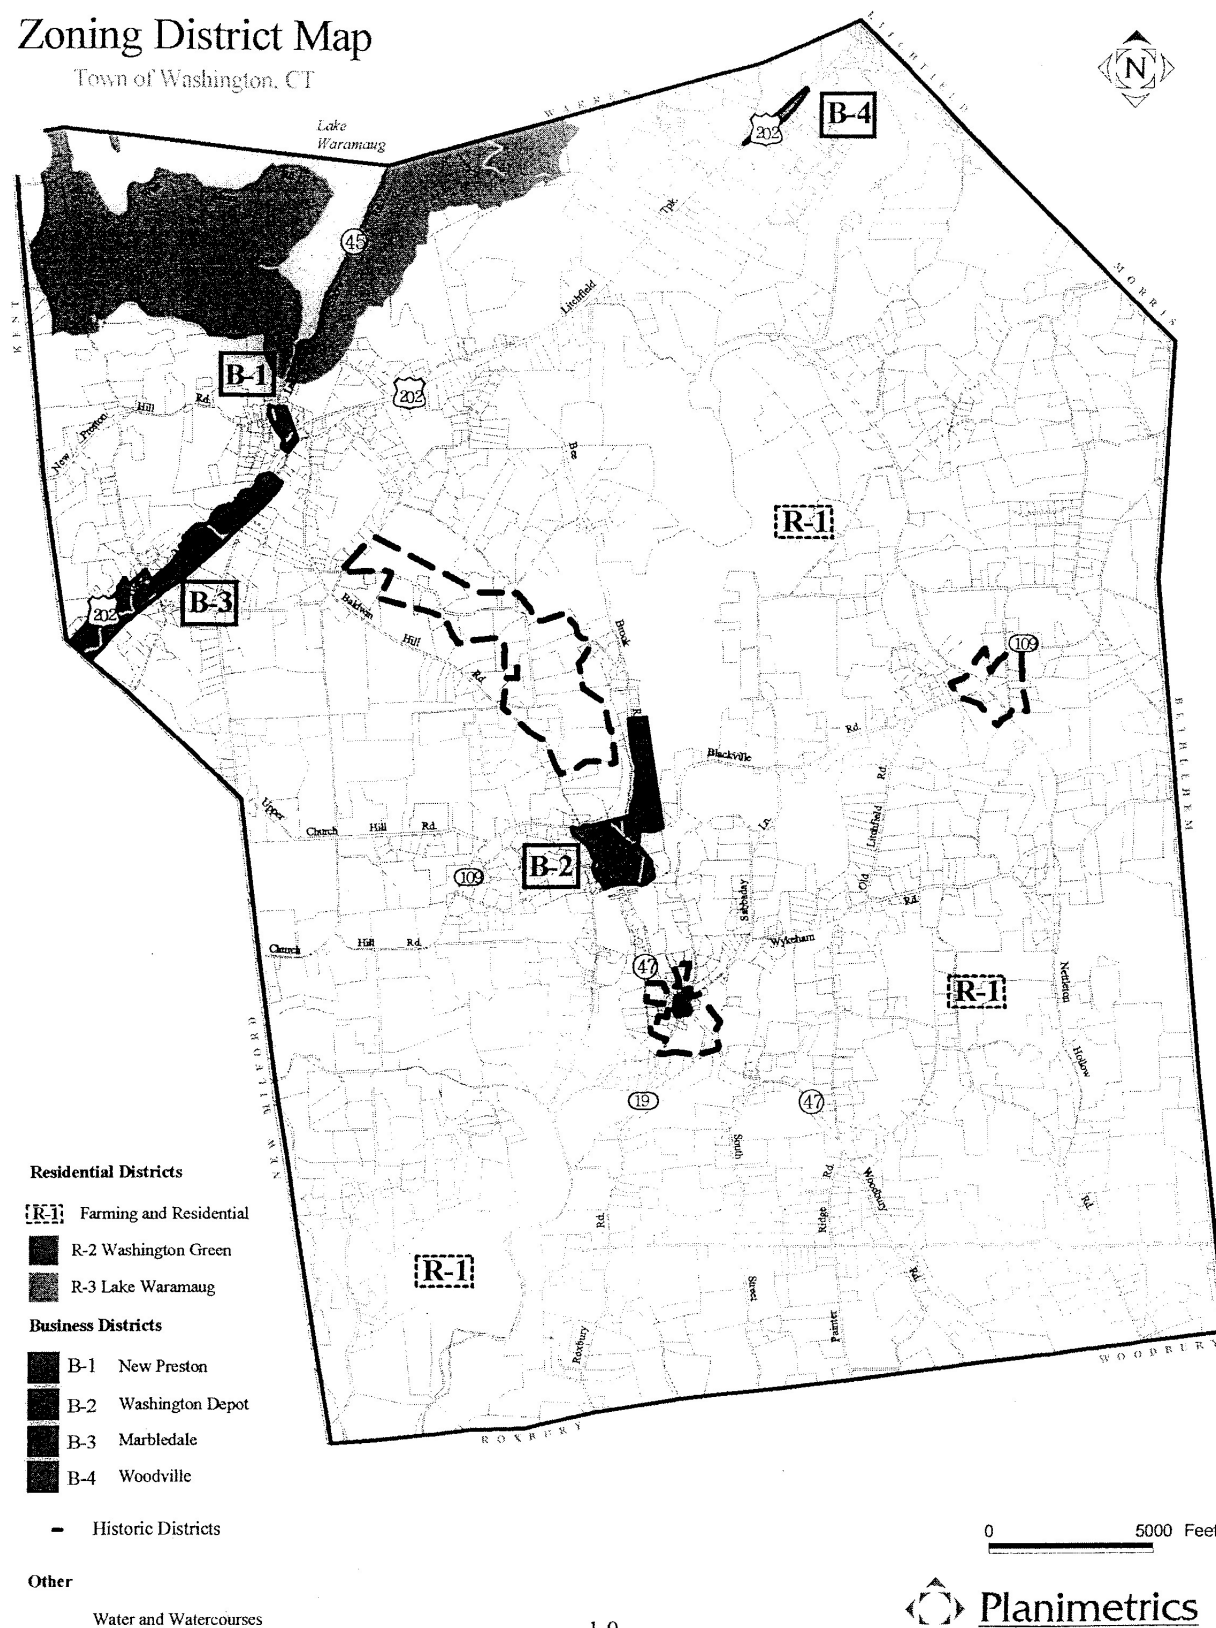 Zoning District Map
Town of Washington, CT
N
LITCHFIELD
WARREN
Lake
Waramaug
B-4
202
Tpk.
45
MORRIS
Litchfield
KENT
B-1
202
New Preston Hill Rd.
Bee
R-1
B-3
202
Baldwin
Hill
Rd.
Brook
109
BETHLEHEM
Rd.
Blackville
Rd.
Upper
Church Hill Rd.
Ln.
Litchfield
B-2
109
Old
Sabbaday
Rd.
Church Hill Rd.
Wykeham
47
R-1
Nettleton
NEW MILFORD
Hollow
19
47
South
Residential Districts
Rd.
Woodbury
Rd.
R-1 Farming and Residential
Rd.
Ridge
R-2 Washington Green
R-1
Rd.
R-3 Lake Waramaug
Street
Business Districts
Painter
Roxbury
B-1 New Preston
WOODBURY
B-2 Washington Depot
B-3 Marbledale
ROXBURY
B-4 Woodville
Historic Districts
0 5000 Feet
Other
Water and Watercourses
Planimetrics